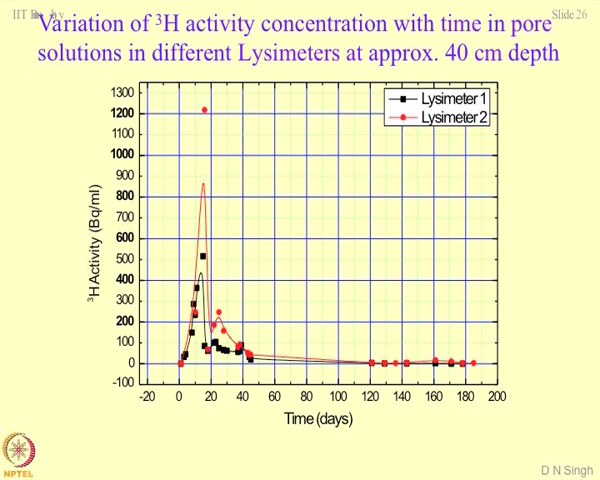 Slide 26
Variation of ³H activity concentration with time in pore
solutions in different Lysimeters at approx. 40 cm depth
Lysimeter 1
Lysimeter 2
³H Activity (Bq/ml)
1300
1200
1100
1000
900
800
700
600
500
400
300
200
100
0
-100
-20 0 20 40 60 80 100 120 140 160 180 200
Time (days)
NPTEL
D N Singh